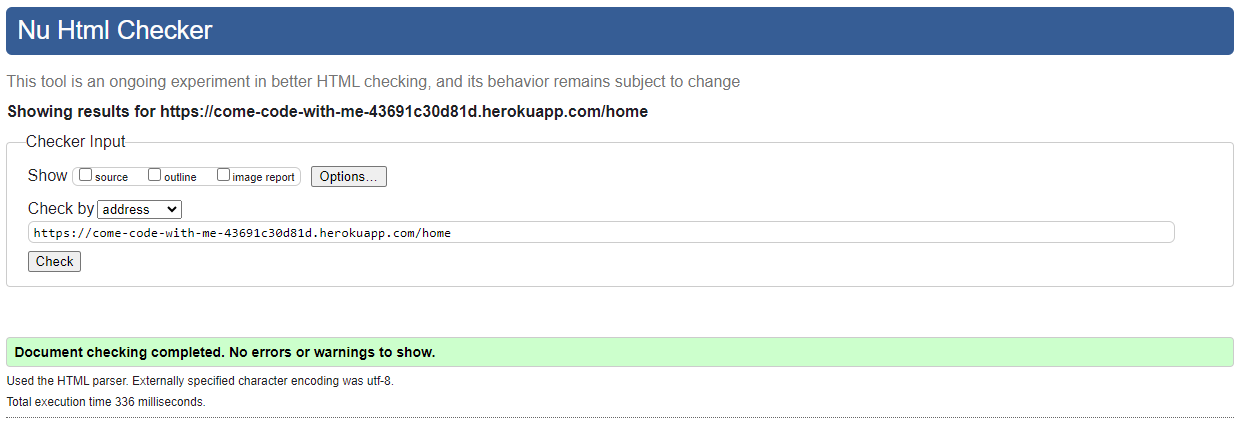 Nu Html Checker
This tool is an ongoing experiment in better HTML checking, and its behavior remains subject to change
Showing results for https://come-code-with-me-43691c30d81d.herokuapp.com/home
Checker Input
Show source outline image report Options...
Check by address
https://come-code-with-me-43691c30d81d.herokuapp.com/home
Check
Document checking completed. No errors or warnings to show.
Used the HTML parser. Externally specified character encoding was utf-8.
Total execution time 336 milliseconds.